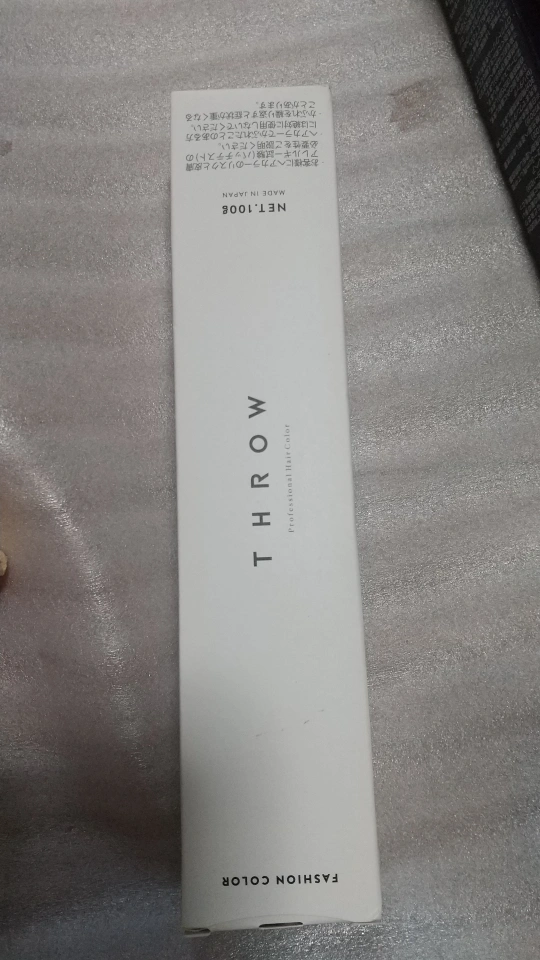 お客様にヘアカラーのリスクと皮膚
アレルギー試験(パッチテスト)の
必要性をご説明ください。
ヘアカラーでかぶれたことのある方
には絶対に使用しないでください。
かぶれを繰り返すと症状が重くなる
ことがあります。
MADE IN JAPAN
NET.100g
THROW
Professional Hair Color
FASHION COLOR